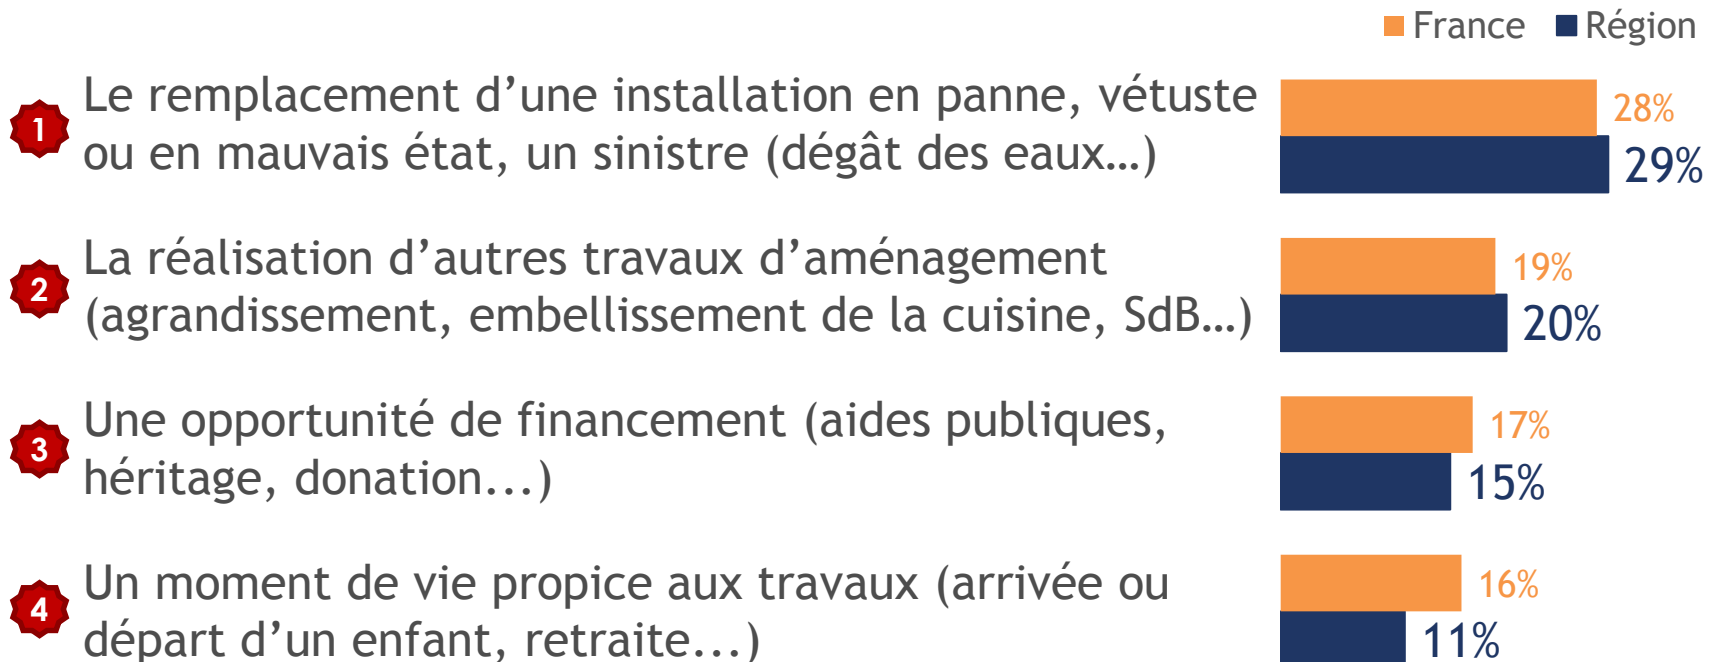 France Région
1
Le remplacement d’une installation en panne, vétuste
ou en mauvais état, un sinistre (dégât des eaux…)
28%
29%
2
La réalisation d’autres travaux d’aménagement
(agrandissement, embellissement de la cuisine, SdB…)
19%
20%
3
Une opportunité de financement (aides publiques,
héritage, donation...)
17%
15%
4
Un moment de vie propice aux travaux (arrivée ou
départ d’un enfant, retraite...)
16%
11%